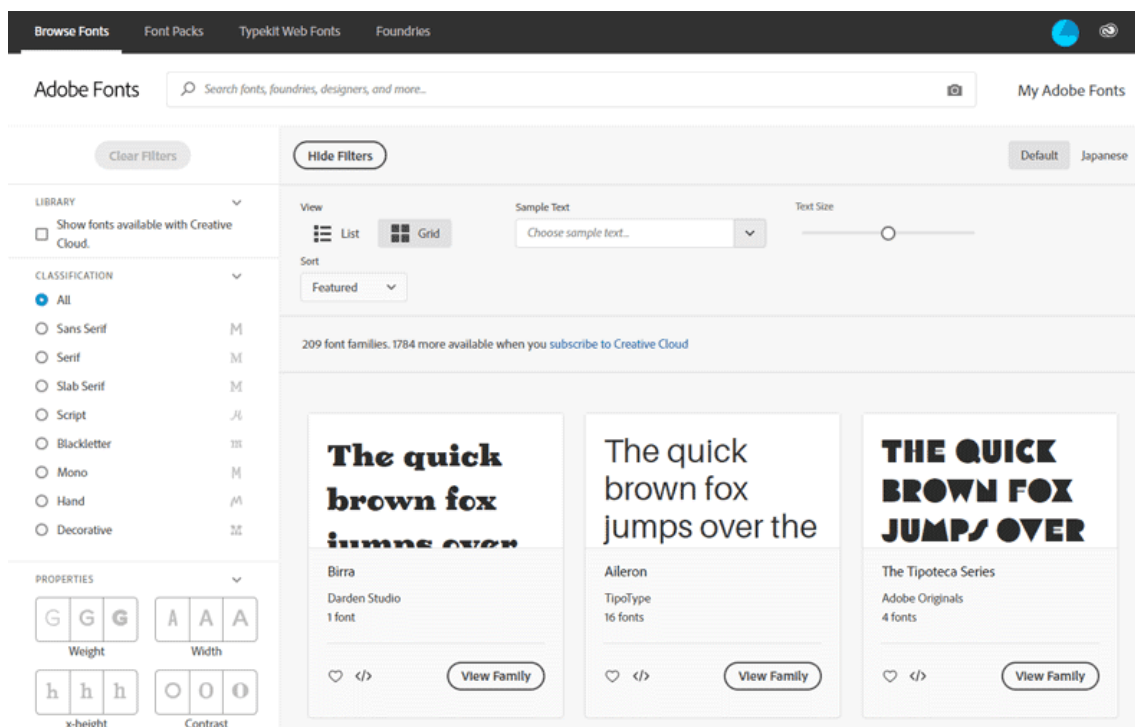 Browse Fonts
Font Packs
Typekit Web Fonts
Foundries
Adobe Fonts
Search fonts, foundries, designers, and more...
My Adobe Fonts
Clear Filters
LIBRARY
Show fonts available with Creative
Cloud.
CLASSIFICATION
All
Sans Serif M
Serif M
Slab Serif M
Script M
Blackletter m
Mono M
Hand M
Decorative M
PROPERTIES
G G G
Weight
A A A
Width
h h h
x-height
O O O
Contrast
Hide Filters
Default
Japanese
View
List
Grid
Sample Text
Choose sample text...
Text Size
Sort
Featured
209 font families. 1784 more available when you subscribe to Creative Cloud
The quick
brown fox
jumps over
Birra
Darden Studio
1 font
</>
View Family
The quick
brown fox
jumps over the
Aileron
TipoType
16 fonts
</>
View Family
THE QUICK
BROWN FOX
JUMPS OVER
The Tipoteca Series
Adobe Originals
4 fonts
</>
View Family